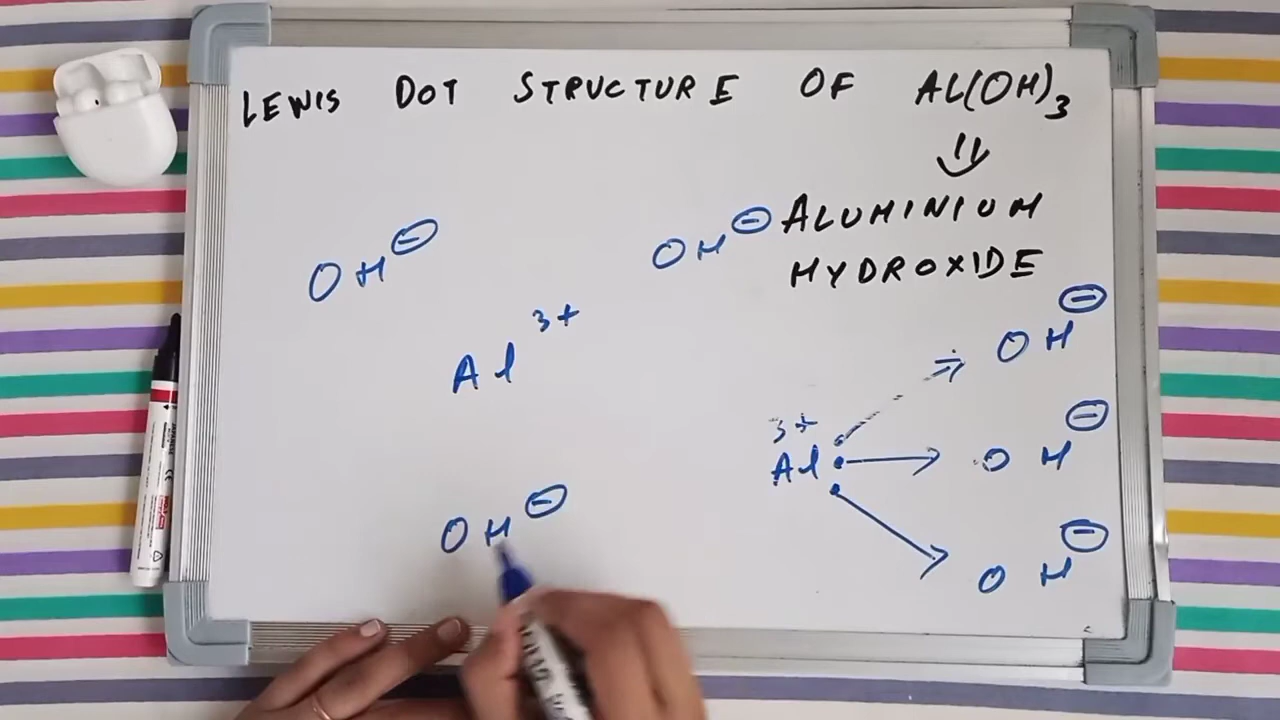 LEWIS DOT STRUCTURE OF AL(OH)3
ALUMINIUM
HYDROXIDE
OH⊖
OH⊖
Al3+
OH⊖
3+
Al
OH⊖
OH⊖
OH⊖